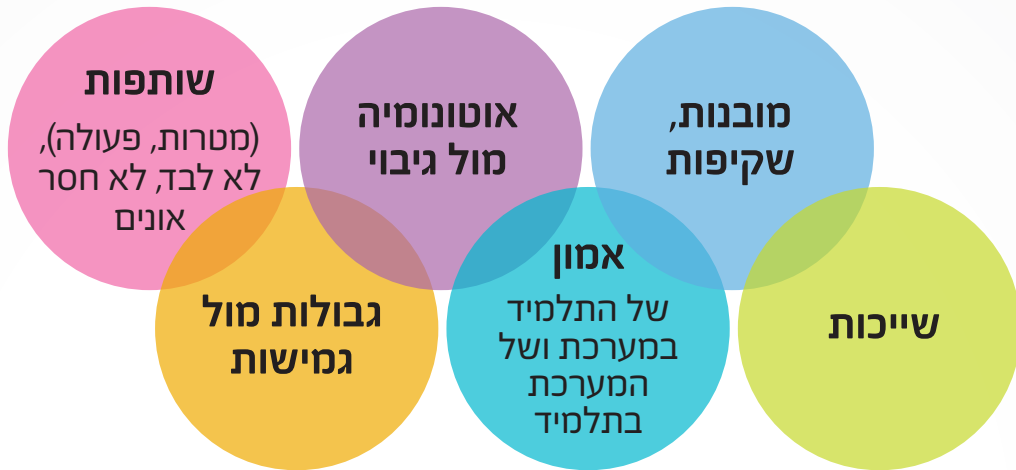 שייכות
מובנות,
שקיפות
אמון
של התלמיד
במערכת ושל
המערכת
בתלמיד
אוטונומיה
מול גיבוי
גבולות מול
גמישות
שותפות
(מטרות, פעולה),
לא לבד, לא חסר
אונים